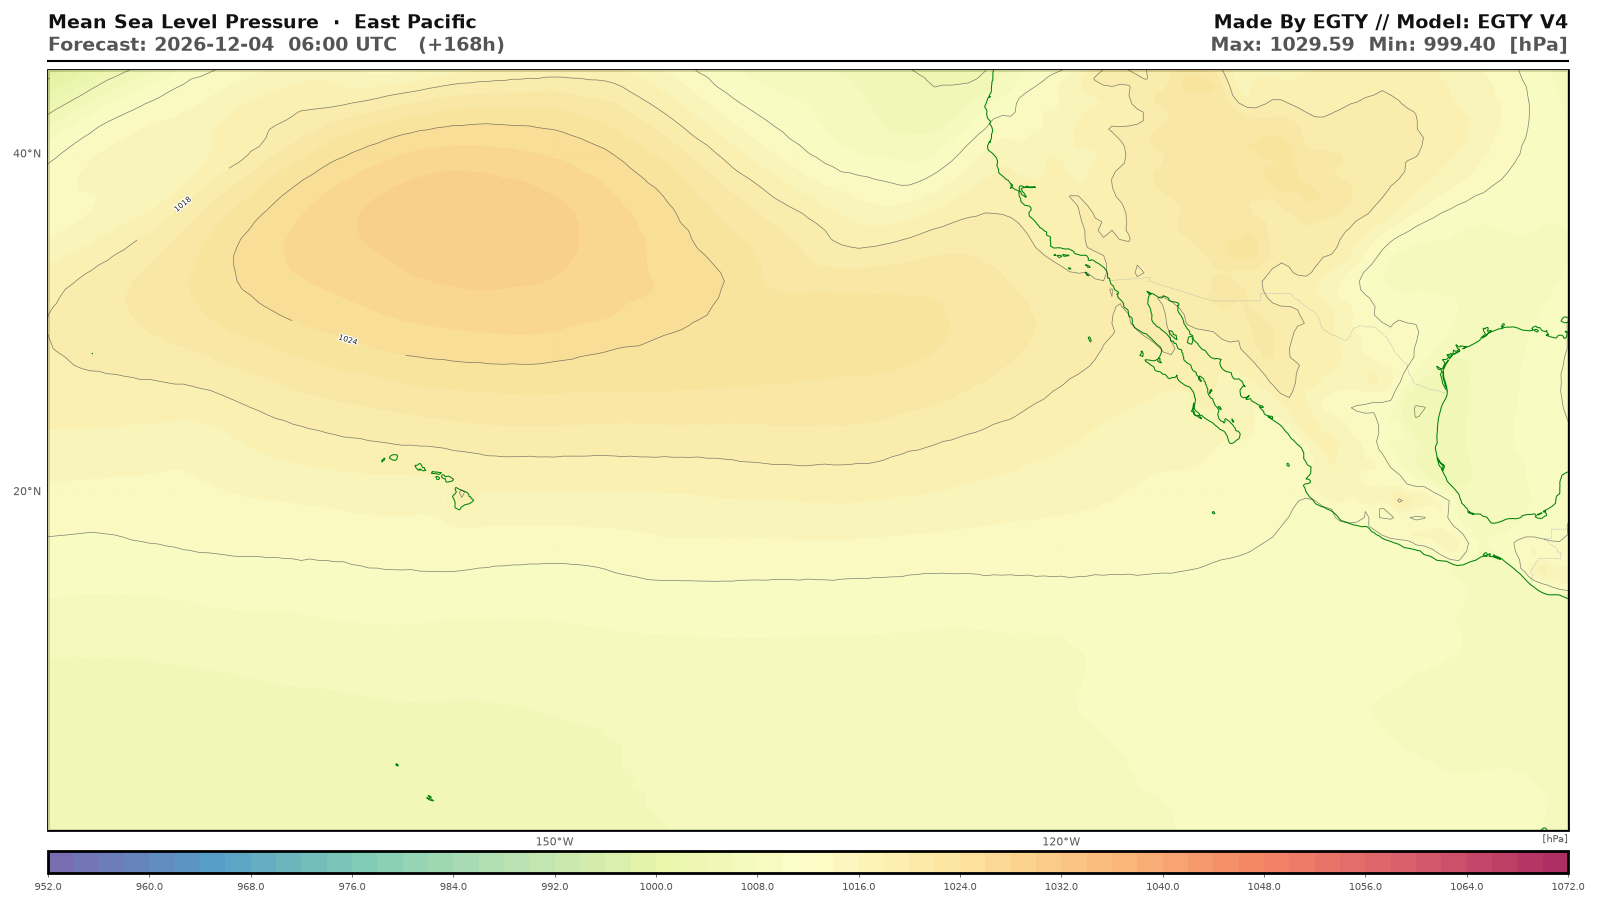 Mean Sea Level Pressure · East Pacific
Made By EGTY // Model: EGTY V4
Forecast: 2026-12-04 06:00 UTC (+168h)
Max: 1029.59 Min: 999.40 [hPa]
40°N
1018
1024
20°N
150°W
120°W
[hPa]
952.0 960.0 968.0 976.0 984.0 992.0 1000.0 1008.0 1016.0 1024.0 1032.0 1040.0 1048.0 1056.0 1064.0 1072.0